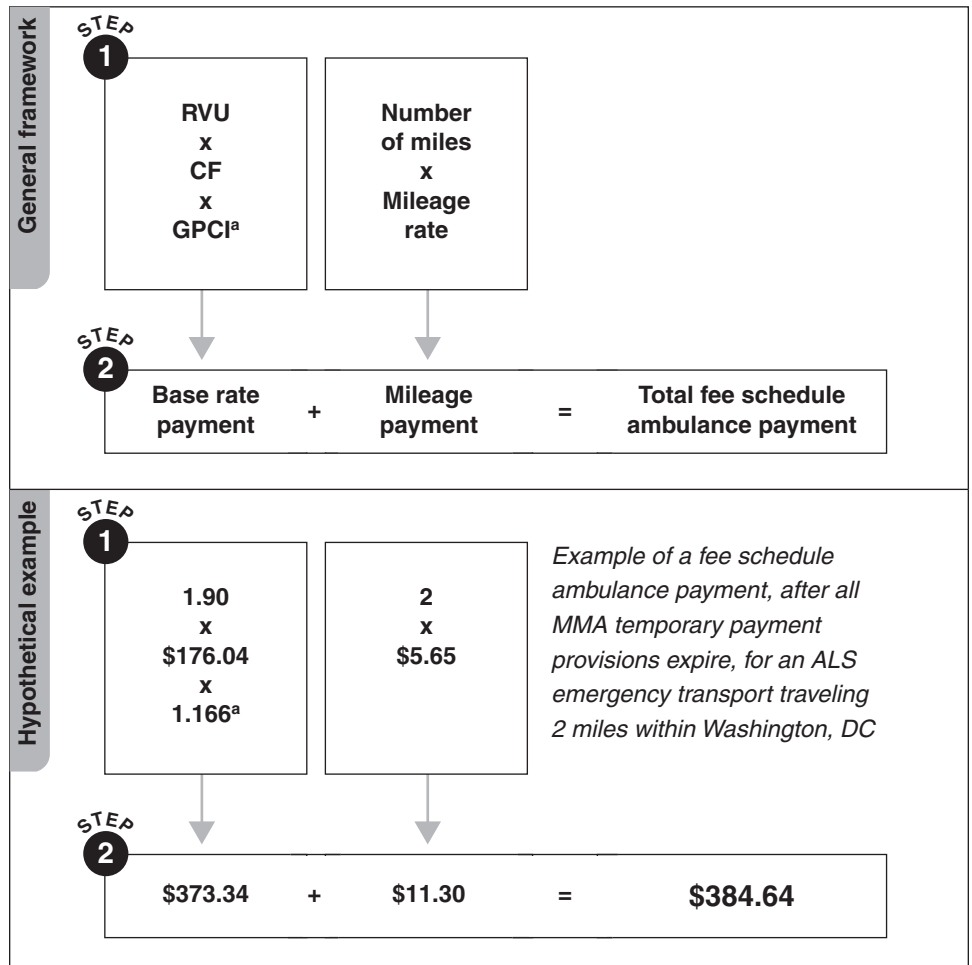 General framework
STEP
1
RVU
x
CF
x
GPCIa
Number
of miles
x
Mileage
rate
STEP
2
Base rate
payment
+
Mileage
payment
=
Total fee schedule
ambulance payment
Hypothetical example
STEP
1
1.90
x
$176.04
x
1.166a
2
x
$5.65
Example of a fee schedule
ambulance payment, after all
MMA temporary payment
provisions expire, for an ALS
emergency transport traveling
2 miles within Washington, DC
STEP
2
$373.34 + $11.30 = $384.64